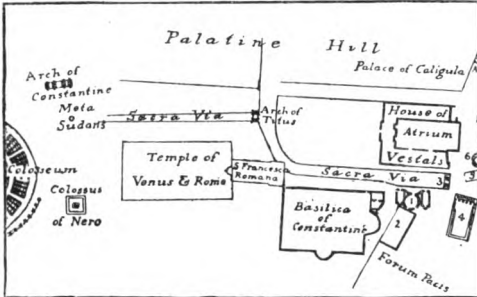 Palatine Hill
Palace of Caligula
Arch of
Constantine
Meta
Sudans
Sacra Via
Arch of
Titus
House of
Atrium
Vestals
6
5
Colosseum
Temple of
Venus & Rome
S Francesca
Romana
Sacra Via
3
1
2
4
Colossus
of Nero
Basilica
of
Constantine
Forum Pacis